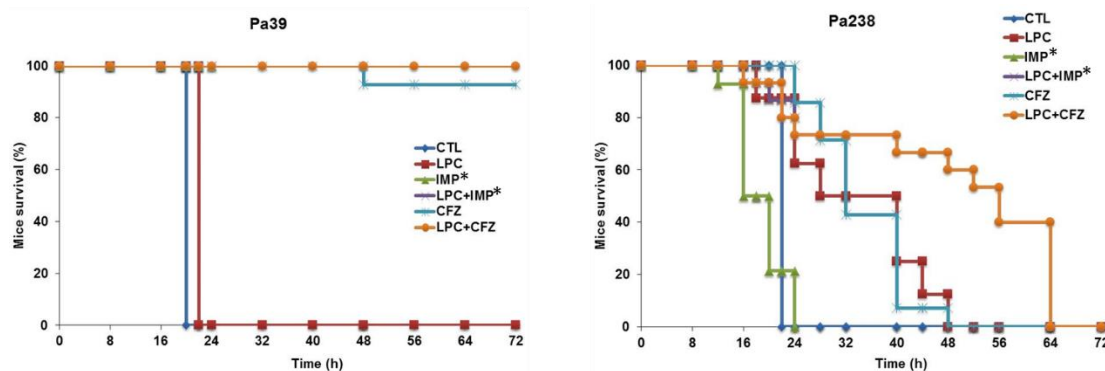 Pa39
Mice survival (%)
100
80
60
40
20
0
CTL
LPC
IMP*
LPC+IMP*
CFZ
LPC+CFZ
0 8 16 24 32 40 48 56 64 72
Time (h)
Pa238
Mice survival (%)
100
80
60
40
20
0
CTL
LPC
IMP*
LPC+IMP*
CFZ
LPC+CFZ
0 8 16 24 32 40 48 56 64 72
Time (h)